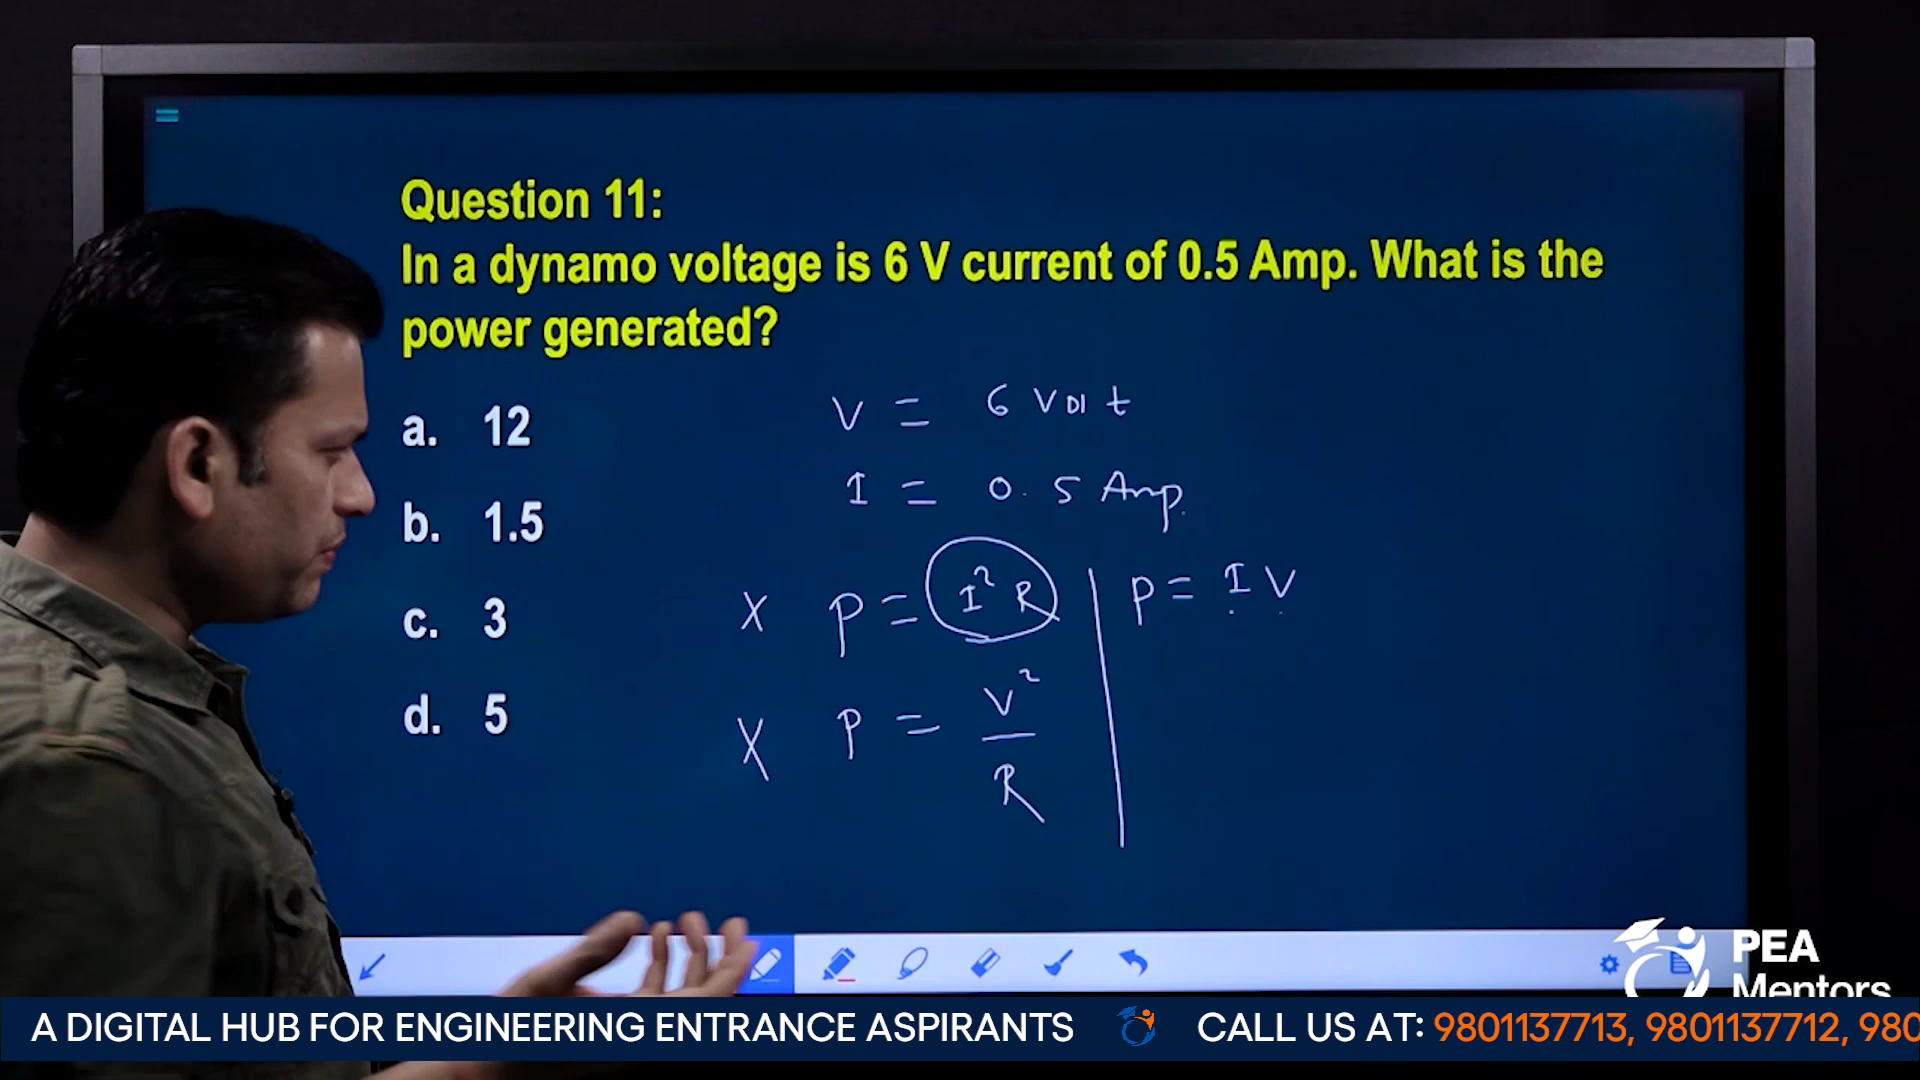 Question 11:
In a dynamo voltage is 6 V current of 0.5 Amp. What is the
power generated?
a. 12
b. 1.5
c. 3
d. 5
V = 6 Volt
I = 0.5 Amp.
X P = I² R
P = I V
X P = V²
R
PEA
Mentors
A DIGITAL HUB FOR ENGINEERING ENTRANCE ASPIRANTS CALL US AT: 9801137713, 9801137712, 980